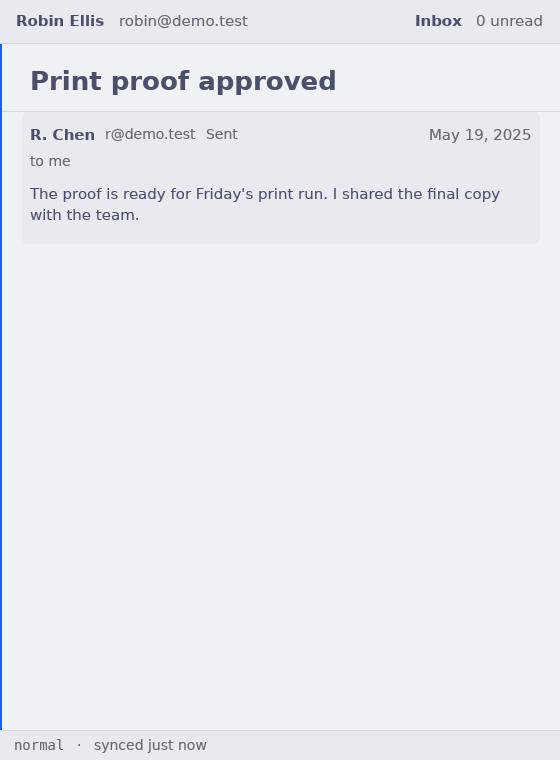 Robin Ellis robin@demo.test Inbox 0 unread
Print proof approved
R. Chen r@demo.test Sent May 19, 2025
to me
The proof is ready for Friday's print run. I shared the final copy
with the team.
normal · synced just now